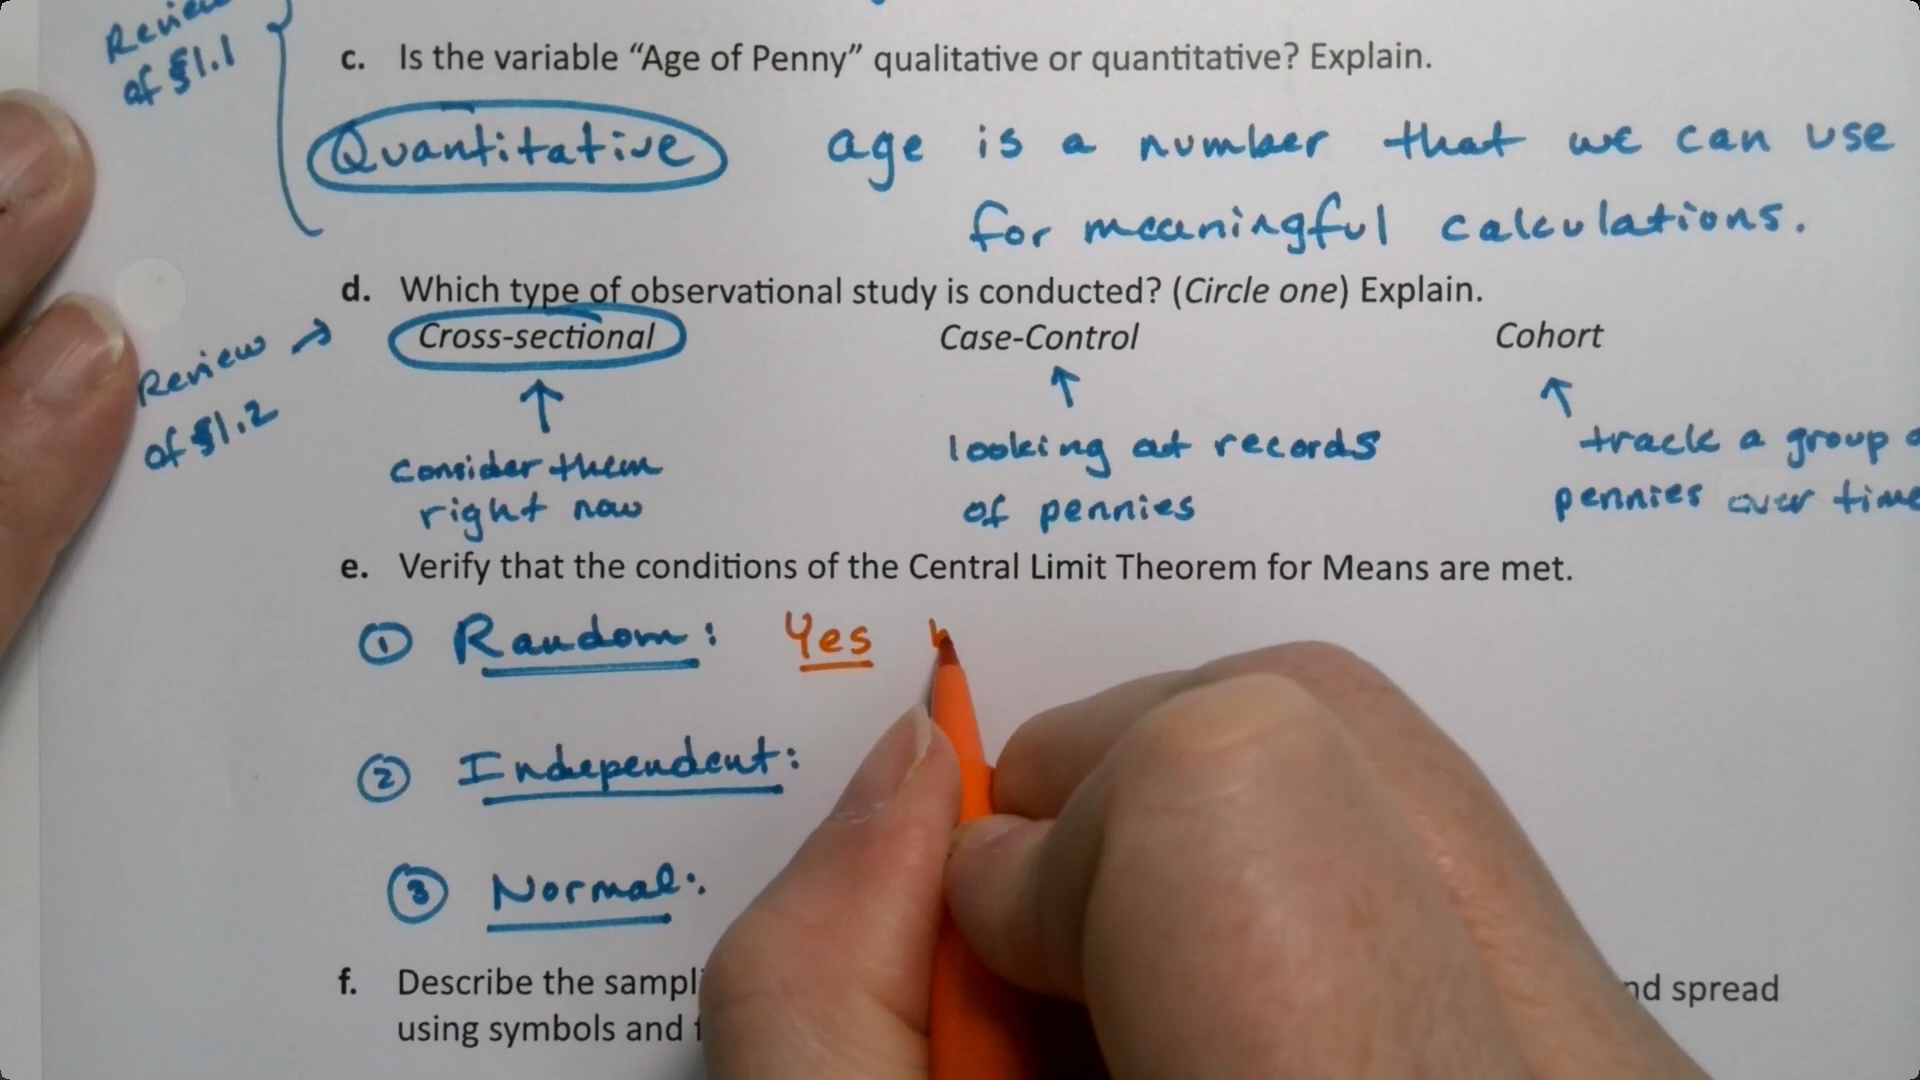 Review
of §1.1
c. Is the variable “Age of Penny” qualitative or quantitative? Explain.
Quantitative age is a number that we can use
for meaningful calculations.
d. Which type of observational study is conducted? (Circle one) Explain.
Review → Cross-sectional Case-Control Cohort
of §1.2
↑ ↑ ↑
consider them looking at records track a group
right now of pennies pennies over time
e. Verify that the conditions of the Central Limit Theorem for Means are met.
① Random: Yes
② Independent:
③ Normal:
f. Describe the sampl nd spread
using symbols and